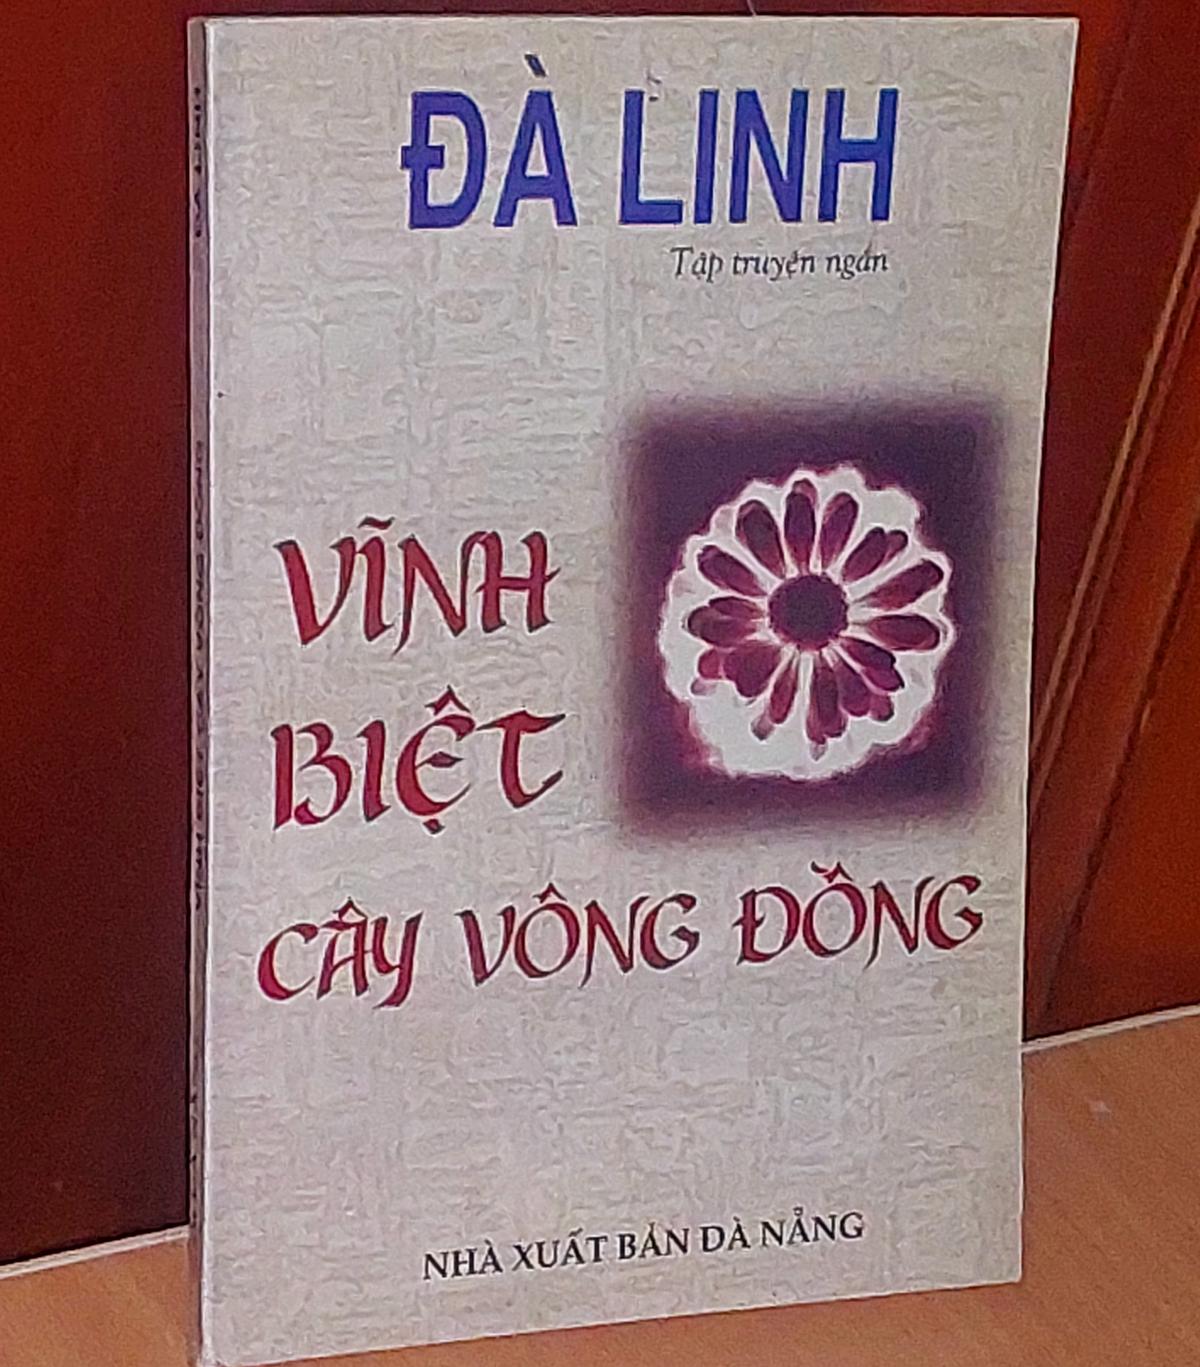 ĐÀ LINH
Tập truyện ngắn
VĨNH
BIỆT
CÂY VÔNG ĐỒNG
NHÀ XUẤT BẢN ĐÀ NẴNG